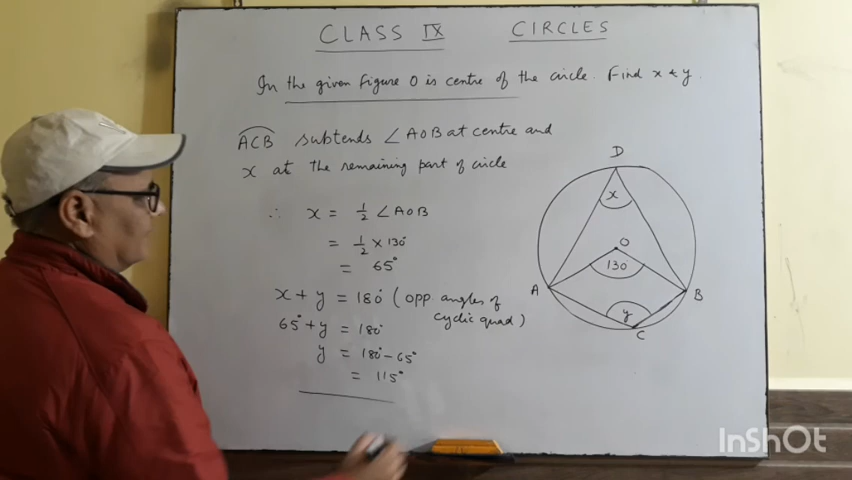 CLASS IX CIRCLES
In the given figure O is centre of the circle. Find x & y.
ACB subtends ∠AOB at centre and
x at the remaining part of circle
∴ x = 1/2 ∠AOB
= 1/2 × 130°
= 65°
x + y = 180° (opp angles of
cyclic quad)
65° + y = 180°
y = 180° - 65°
= 115°
D
x
O
130
A
B
y
C
InShOt